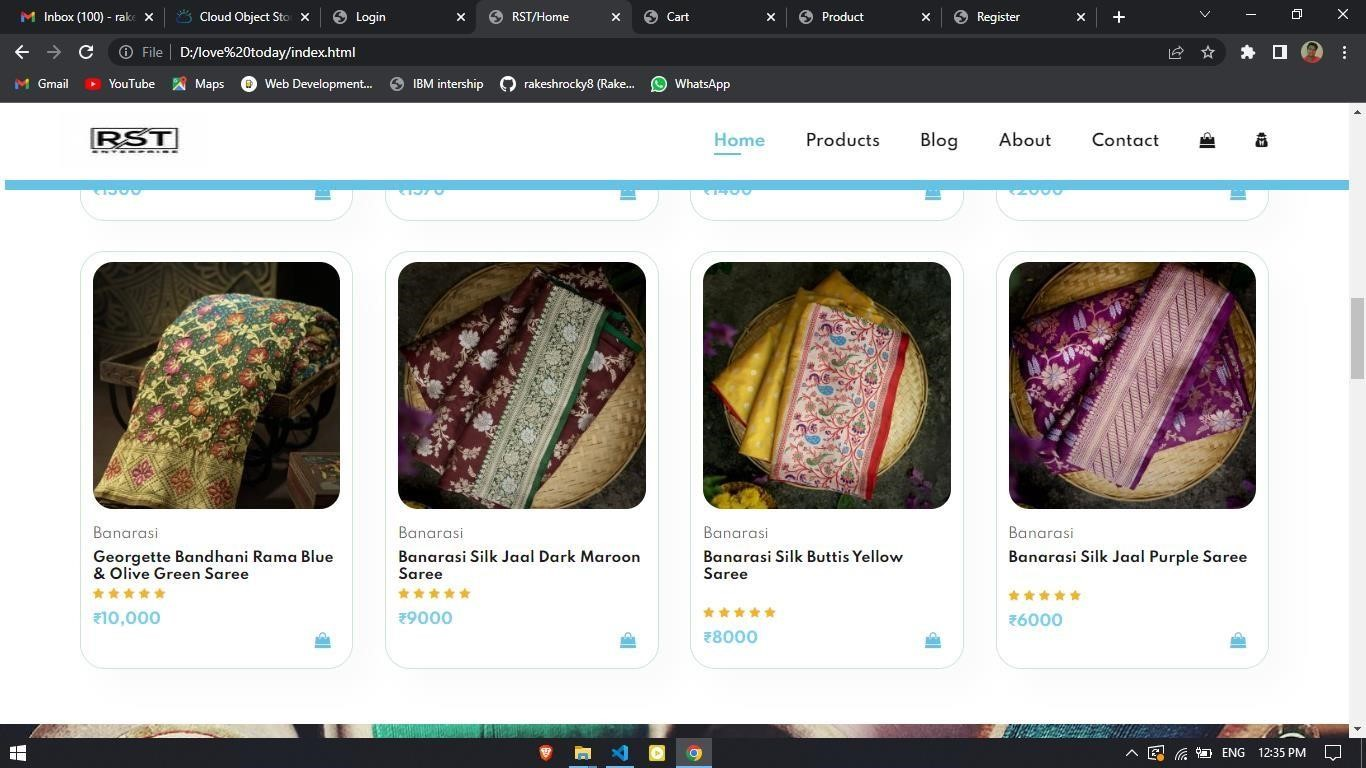 Inbox (100) - rake
Cloud Object Sto
Login
RST/Home
Cart
Product
Register
File
D:/love%20today/index.html
Gmail
YouTube
Maps
Web Development...
IBM intership
rakeshrocky8 (Rake...
WhatsApp
RST
ENTERPRISE
Home
Products
Blog
About
Contact
Banarasi
Georgette Bandhani Rama Blue
& Olive Green Saree
₹10,000
Banarasi
Banarasi Silk Jaal Dark Maroon
Saree
₹9000
Banarasi
Banarasi Silk Buttis Yellow
Saree
₹8000
Banarasi
Banarasi Silk Jaal Purple Saree
₹6000
ENG
12:35 PM